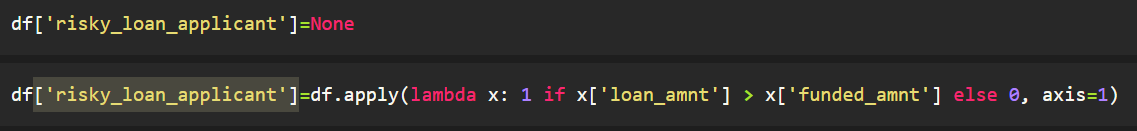 df['risky_loan_applicant']=None
df['risky_loan_applicant']=df.apply(lambda x: 1 if x['loan_amnt'] > x['funded_amnt'] else 0, axis=1)